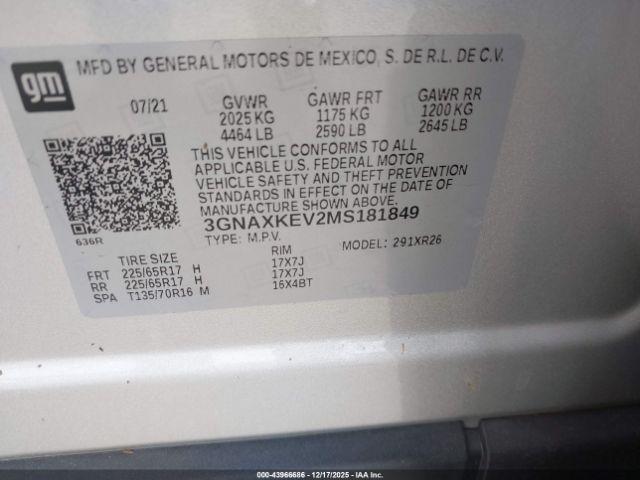 gm
MFD BY GENERAL MOTORS DE MEXICO, S. DE R.L. DE C.V.
07/21 GVWR GAWR FRT GAWR RR
2025 KG 1175 KG 1200 KG
4464 LB 2590 LB 2645 LB
THIS VEHICLE CONFORMS TO ALL
APPLICABLE U.S. FEDERAL MOTOR
VEHICLE SAFETY AND THEFT PREVENTION
STANDARDS IN EFFECT ON THE DATE OF
MANUFACTURE SHOWN ABOVE.
3GNAXKEV2MS181849
636R
TYPE: M.P.V. MODEL: 291XR26
TIRE SIZE RIM
FRT 225/65R17 H 17X7J
RR 225/65R17 H 17X7J
SPA T135/70R16 M 16X4BT
000-43966686 - 12/17/2025 - IAA, Inc.